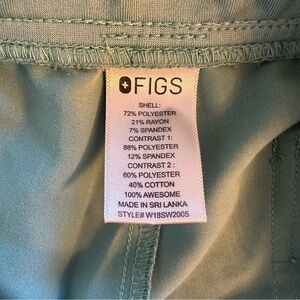 FIGS
SHELL:
72% POLYESTER
21% RAYON
7% SPANDEX
CONTRAST 1:
88% POLYESTER
12% SPANDEX
CONTRAST 2 :
60% POLYESTER
40% COTTON
100% AWESOME
MADE IN SRI LANKA
STYLE# W18SW2005